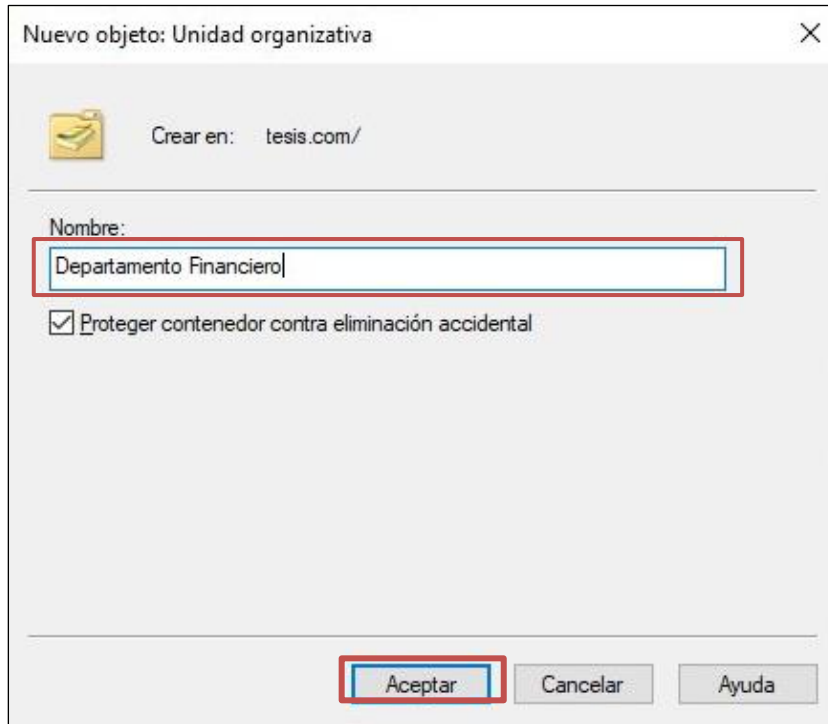 Nuevo objeto: Unidad organizativa
Crear en: tesis.com/
Nombre:
Departamento Financiero
Proteger contenedor contra eliminación accidental
Aceptar Cancelar Ayuda